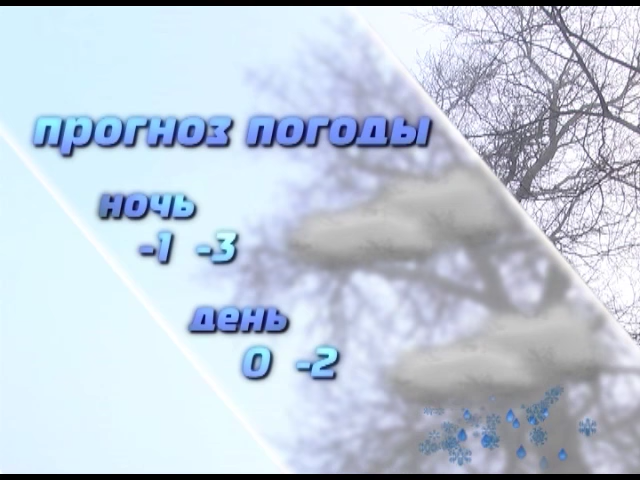 прогноз погоды
ночь
-1 -3
день
0 -2